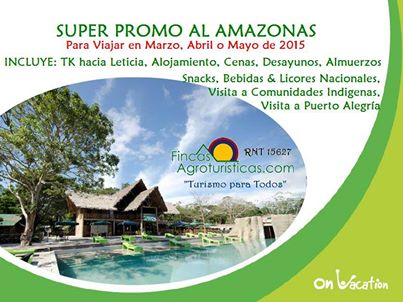 SUPER PROMO AL AMAZONAS
Para Viajar en Marzo, Abril o Mayo de 2015
INCLUYE: TK hacia Leticia, Alojamiento, Cenas, Desayunos, Almuerzos
Snacks, Bebidas & Licores Nacionales,
Visita a Comunidades Indigenas,
Visita a Puerto Alegría
Fincas RNT 15627
Agroturísticas.com
"Turismo para Todos"
On Vacation